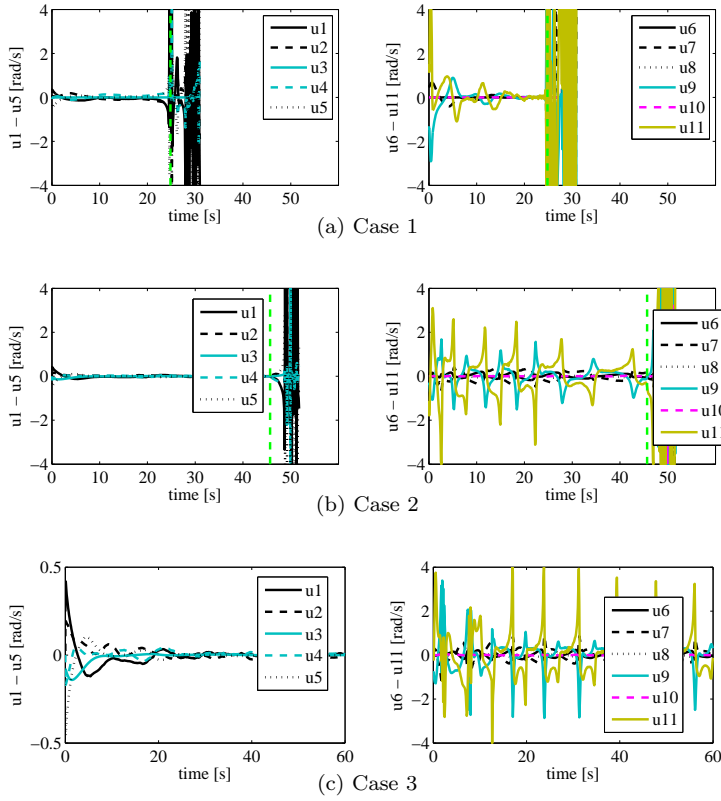 4
2
0
−2
−4
u1 − u5 [rad/s]
0 10 20 30 40 50
time [s]
u1
u2
u3
u4
u5
4
2
0
−2
−4
u6 − u11 [rad/s]
0 10 20 30 40 50
time [s]
u6
u7
u8
u9
u10
u11
(a) Case 1
4
2
0
−2
−4
u1 − u5 [rad/s]
0 10 20 30 40 50
time [s]
u1
u2
u3
u4
u5
4
2
0
−2
−4
u6 − u11 [rad/s]
0 10 20 30 40 50 60
time [s]
u6
u7
u8
u9
u10
u11
(b) Case 2
0.5
0
−0.5
u1 − u5 [rad/s]
0 20 40 60
time [s]
u1
u2
u3
u4
u5
4
2
0
−2
−4
u6 − u11 [rad/s]
0 10 20 30 40 50 60
time [s]
u6
u7
u8
u9
u10
u11
(c) Case 3